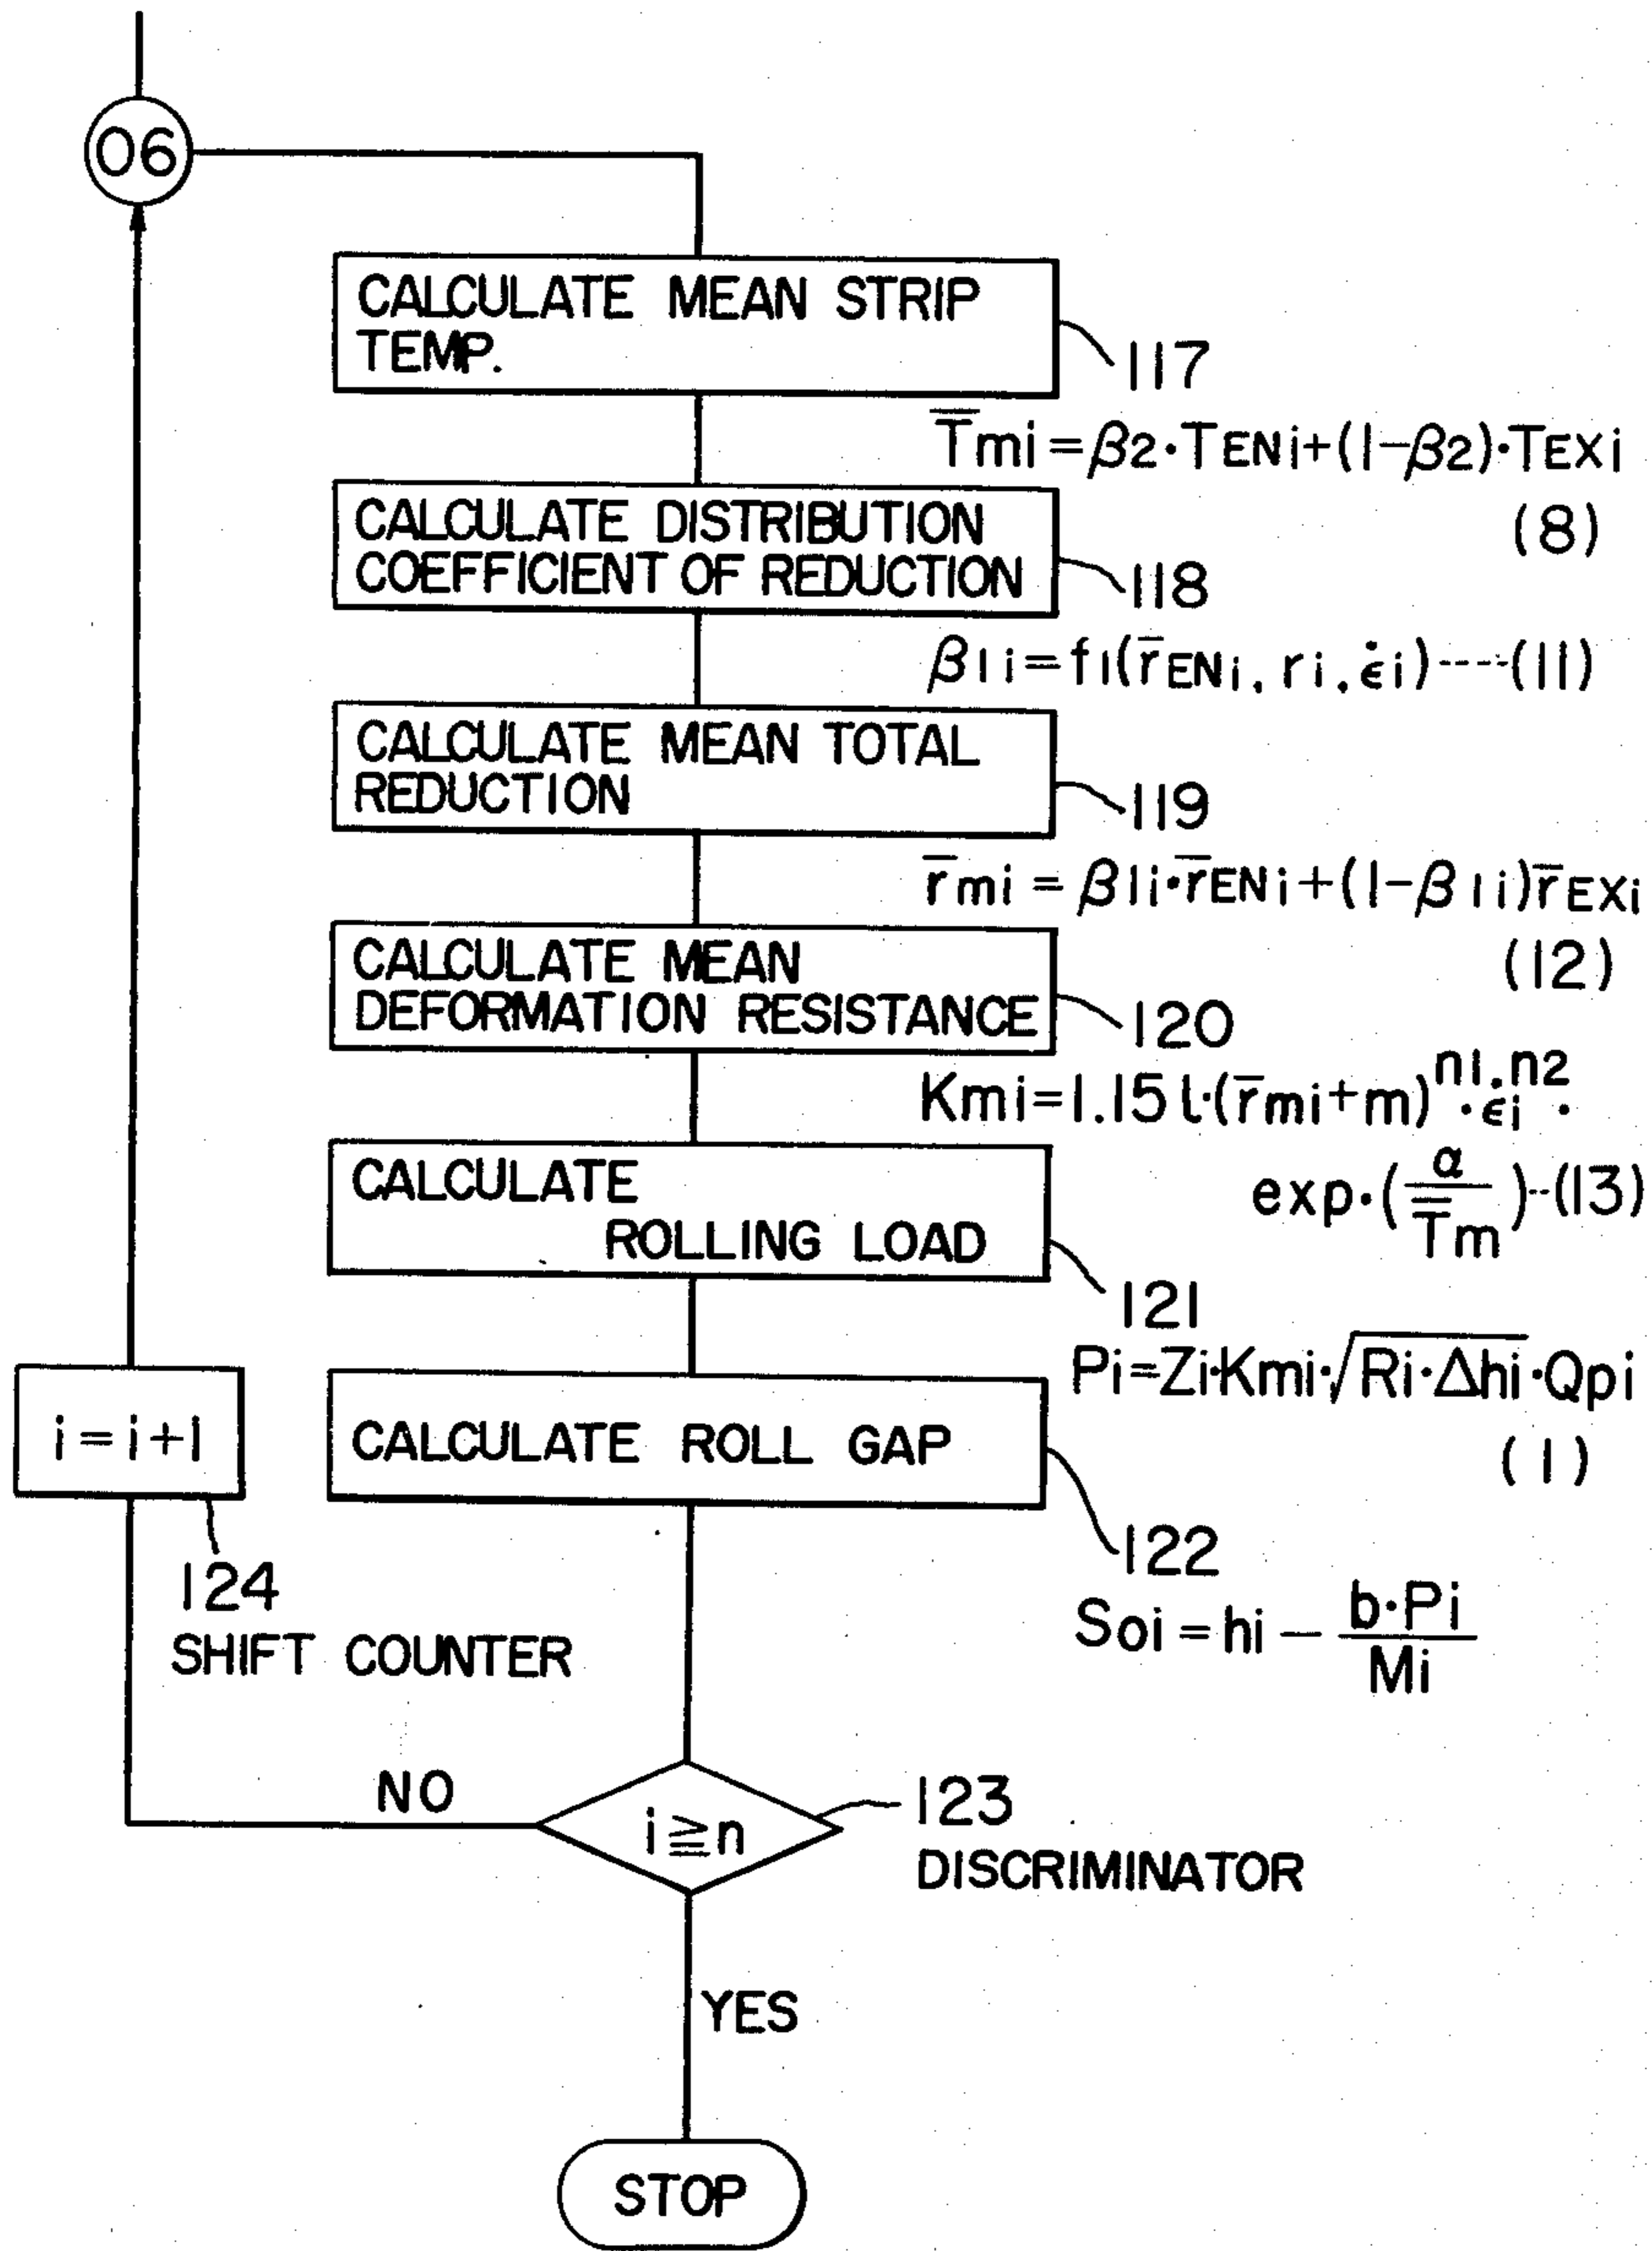 06
CALCULATE MEAN STRIP
TEMP.
117
T̅mi = β2·TENi+(1-β2)·TEXi
(8)
CALCULATE DISTRIBUTION
COEFFICIENT OF REDUCTION
118
β1i = f1(r̅ENi, ri, ε̇i)-----(11)
CALCULATE MEAN TOTAL
REDUCTION
119
r̅mi = β1i·r̅ENi+(1-β1i)r̅EXi
(12)
CALCULATE MEAN
DEFORMATION RESISTANCE
120
Kmi=1.15 l·(r̅mi+m)^n1·ε̇i^n2·
exp·(α/T̿m)--(13)
CALCULATE
ROLLING LOAD
121
Pi=Zi·Kmi·√Ri·Δhi·Qpi
(1)
CALCULATE ROLL GAP
122
Soi = hi − b·Pi/Mi
i = i+1
124
SHIFT COUNTER
NO
i≧n
123
DISCRIMINATOR
YES
STOP